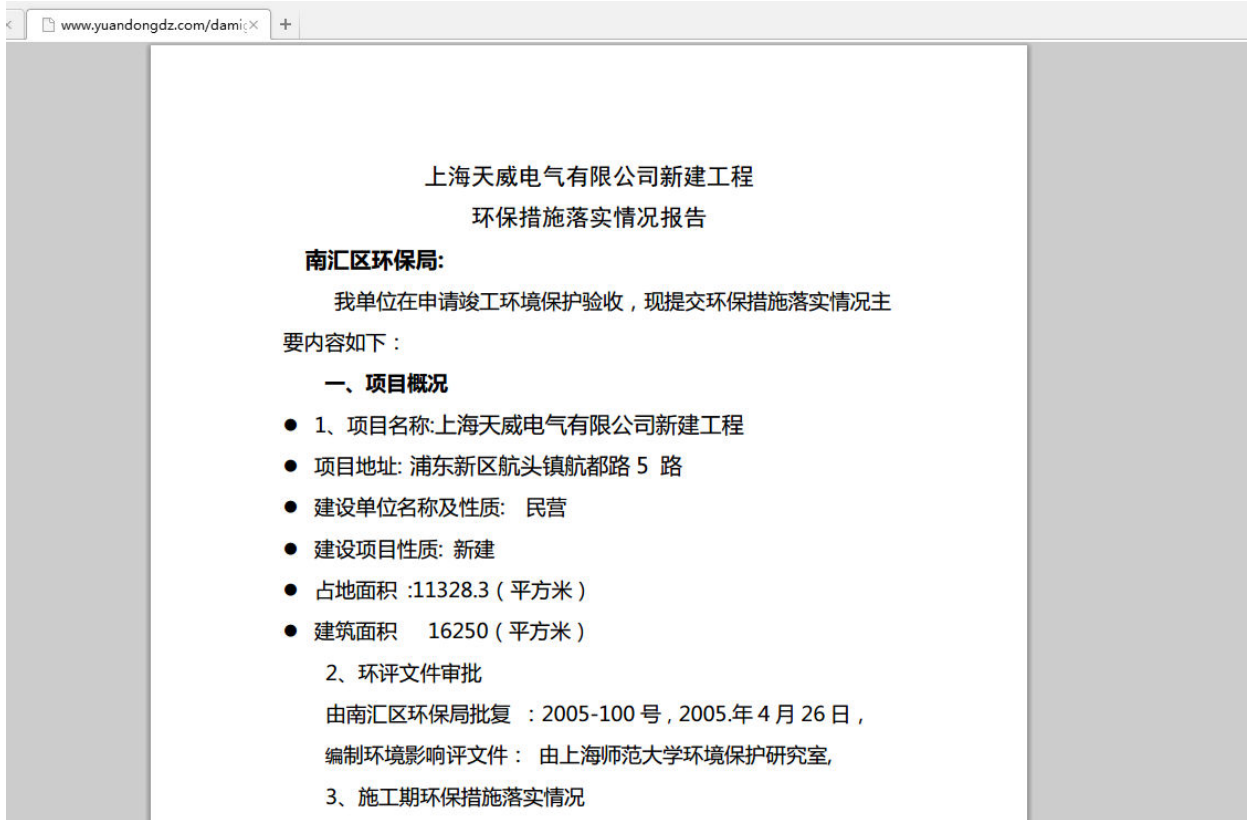 www.yuandongdz.com/damic
上海天威电气有限公司新建工程
环保措施落实情况报告
南汇区环保局:
我单位在申请竣工环境保护验收，现提交环保措施落实情况主
要内容如下：
一、项目概况
● 1、项目名称:上海天威电气有限公司新建工程
● 项目地址: 浦东新区航头镇航都路 5 路
● 建设单位名称及性质: 民营
● 建设项目性质: 新建
● 占地面积 :11328.3（平方米）
● 建筑面积 16250（平方米）
2、环评文件审批
由南汇区环保局批复 ：2005-100 号，2005.年 4 月 26 日，
编制环境影响评文件： 由上海师范大学环境保护研究室,
3、施工期环保措施落实情况